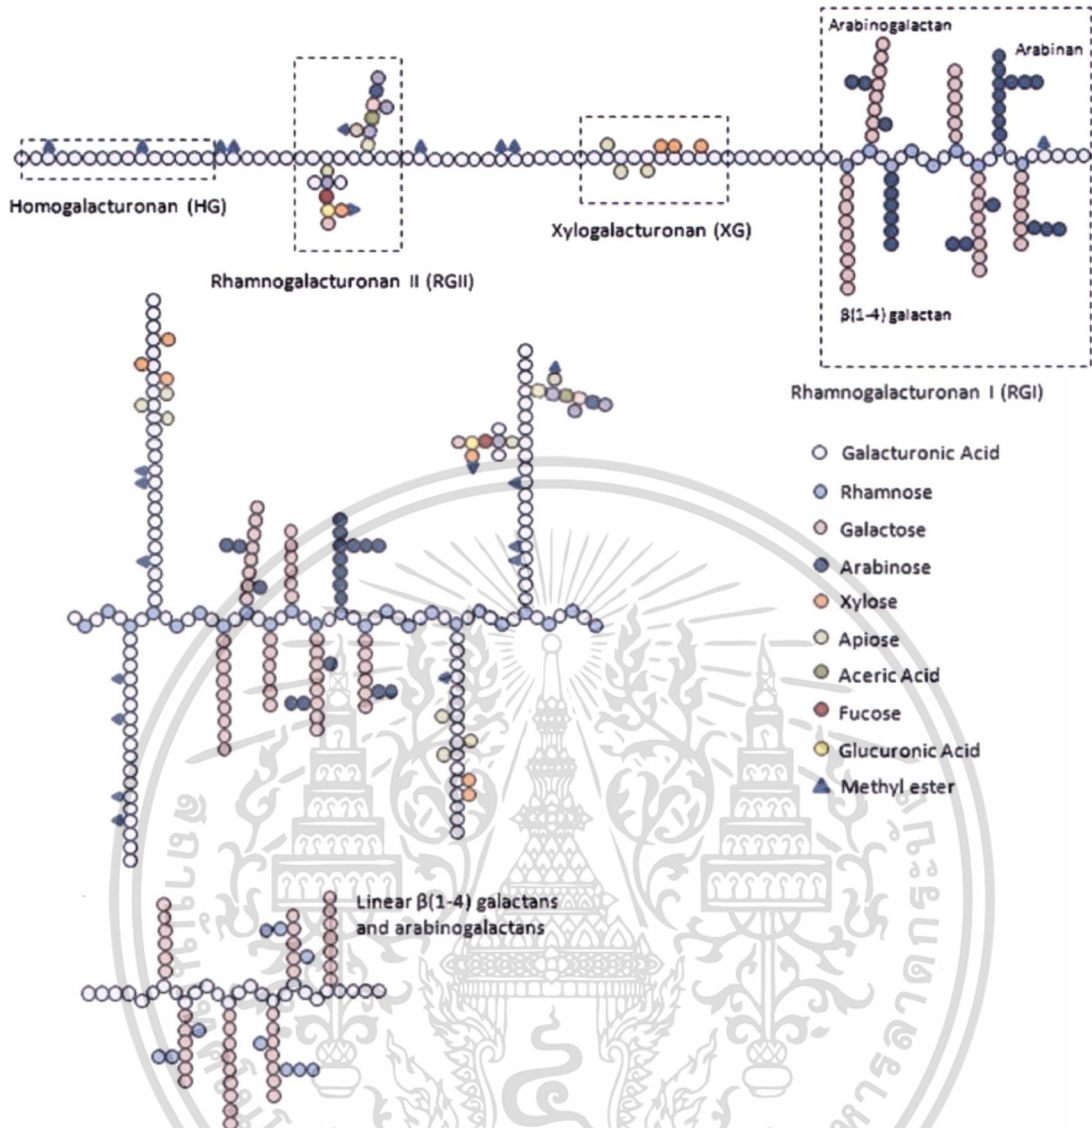 Arabinogalactan
Arabinan
Homogalacturonan (HG)
Rhamnogalacturonan II (RGII)
Xylogalacturonan (XG)
β(1-4) galactan
Rhamnogalacturonan I (RGI)
Galacturonic Acid
Rhamnose
Galactose
Arabinose
Xylose
Apiose
Aceric Acid
Fucose
Glucuronic Acid
Methyl ester
Linear β(1-4) galactans
and arabinogalactans